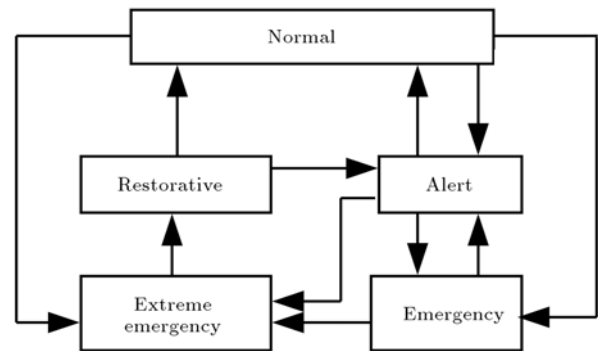 Normal
Restorative
Alert
Extreme
emergency
Emergency